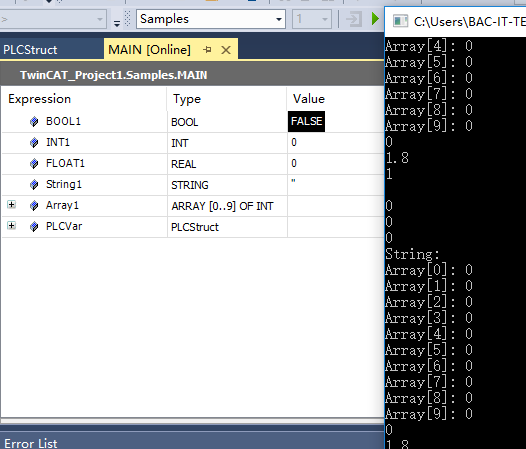 Samples
1
C:\Users\BAC-IT-TE
PLCStruct
MAIN [Online]
TwinCAT_Project1.Samples.MAIN
Expression Type Value
BOOL1 BOOL FALSE
INT1 INT 0
FLOAT1 REAL 0
String1 STRING ''
Array1 ARRAY [0..9] OF INT
PLCVar PLCStruct
Error List
Array[4]: 0
Array[5]: 0
Array[6]: 0
Array[7]: 0
Array[8]: 0
Array[9]: 0
0
1.8
1
0
0
0
String:
Array[0]: 0
Array[1]: 0
Array[2]: 0
Array[3]: 0
Array[4]: 0
Array[5]: 0
Array[6]: 0
Array[7]: 0
Array[8]: 0
Array[9]: 0
0
1.8